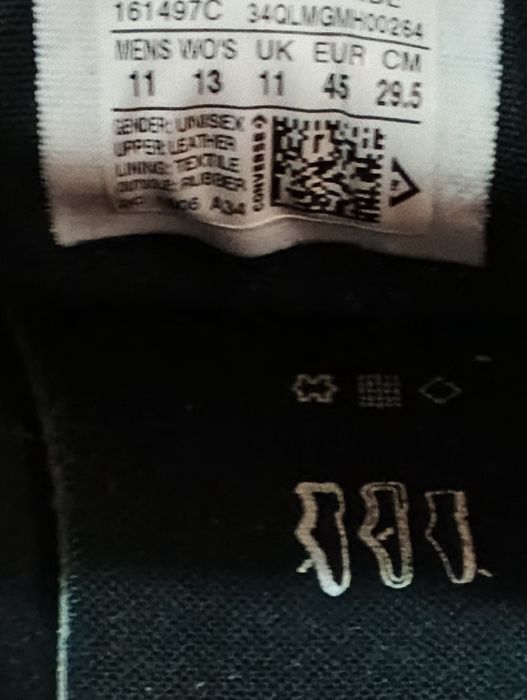 161497C 34QLMGMH00264
MENS WO'S UK EUR CM
11 13 11 45 29.5
GENDER: UNISEX
UPPER: LEATHER
LINING: TEXTILE
OUTSOLE: RUBBER
A34